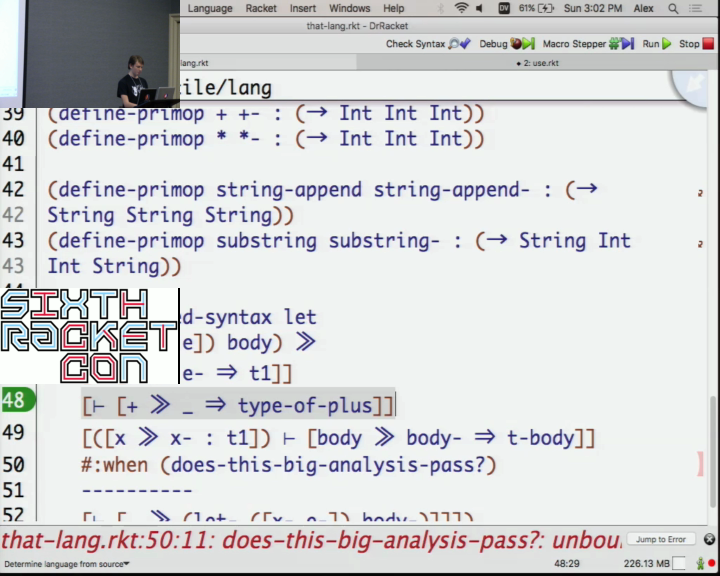 Language Racket Insert Windows Help 61% Sun 3:02 PM Alex
that-lang.rkt - DrRacket
Check Syntax Debug Macro Stepper Run Stop
lang.rkt 2: use.rkt
ile/lang
39 (define-primop + +- : (→ Int Int Int))
40 (define-primop * *- : (→ Int Int Int))
41
42 (define-primop string-append string-append- : (→
42 String String String))
43 (define-primop substring substring- : (→ String Int
43 Int String))
SIXTH
RACKET
CON
ed-syntax let
e]) body) ≫
e- ⇒ t1]]
48 [⊢ [+ ≫ _ ⇒ type-of-plus]]
49 [([x ≫ x- : t1]) ⊢ [body ≫ body- ⇒ t-body]]
50 #:when (does-this-big-analysis-pass?)
51 ----------
52 [⊢ [_ ≫ (let- ([x- e-]) body-)]]])
that-lang.rkt:50:11: does-this-big-analysis-pass?: unbou
Jump to Error
Determine language from source 48:29 226.13 MB